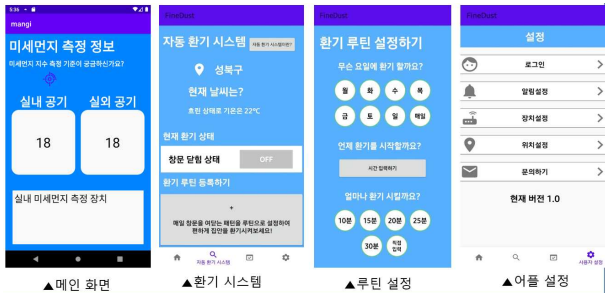 5:36
mangi
미세먼지 측정 정보
미세먼지 지수 측정 기준이 궁금하신가요?
실내 공기
실외 공기
18
18
실내 미세먼지 측정 장치
▲메인 화면
FineDust
자동 환기 시스템
자동 환기 시스템이란?
성북구
현재 날씨는?
흐린 상태로 기온은 22℃
현재 환기 상태
창문 닫힘 상태
OFF
환기 루틴 등록하기
+
매일 창문을 여닫는 패턴을 루틴으로 설정하여
편하게 집안을 환기시켜보세요!
자동 환기 시스템
▲환기 시스템
FineDust
환기 루틴 설정하기
무슨 요일에 환기 할까요?
월 화 수 목
금 토 일 매일
언제 환기를 시작할까요?
시간 입력하기
얼마나 환기 시킬까요?
10분 15분 20분 25분
30분 직접
입력
▲루틴 설정
FineDust
설정
로그인
알림설정
장치설정
위치설정
문의하기
현재 버전 1.0
사용자 설정
▲어플 설정